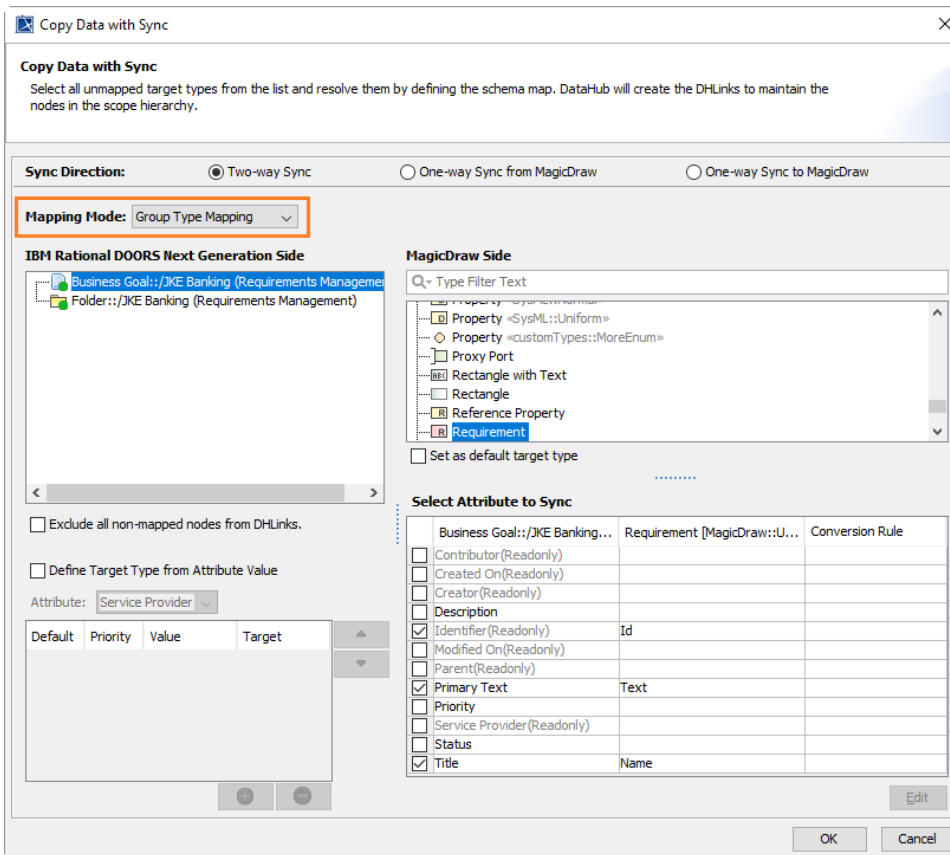 Copy Data with Sync
Copy Data with Sync
Select all unmapped target types from the list and resolve them by defining the schema map. DataHub will create the DHLinks to maintain the
nodes in the scope hierarchy.
Sync Direction: Two-way Sync One-way Sync from MagicDraw One-way Sync to MagicDraw
Mapping Mode: Group Type Mapping
IBM Rational DOORS Next Generation Side
Business Goal::/JKE Banking (Requirements Managemen
Folder::/JKE Banking (Requirements Management)
Exclude all non-mapped nodes from DHLinks.
Define Target Type from Attribute Value
Attribute: Service Provider
Default Priority Value Target
MagicDraw Side
Type Filter Text
D Property «SysML::Uniform»
Property «customTypes::MoreEnum»
Proxy Port
ABC Rectangle with Text
Rectangle
R Reference Property
R Requirement
Set as default target type
Select Attribute to Sync
Business Goal::/JKE Banking... Requirement [MagicDraw::U... Conversion Rule
Contributor(Readonly)
Created On(Readonly)
Creator(Readonly)
Description
Identifier(Readonly) Id
Modified On(Readonly)
Parent(Readonly)
Primary Text Text
Priority
Service Provider(Readonly)
Status
Title Name
Edit
OK Cancel